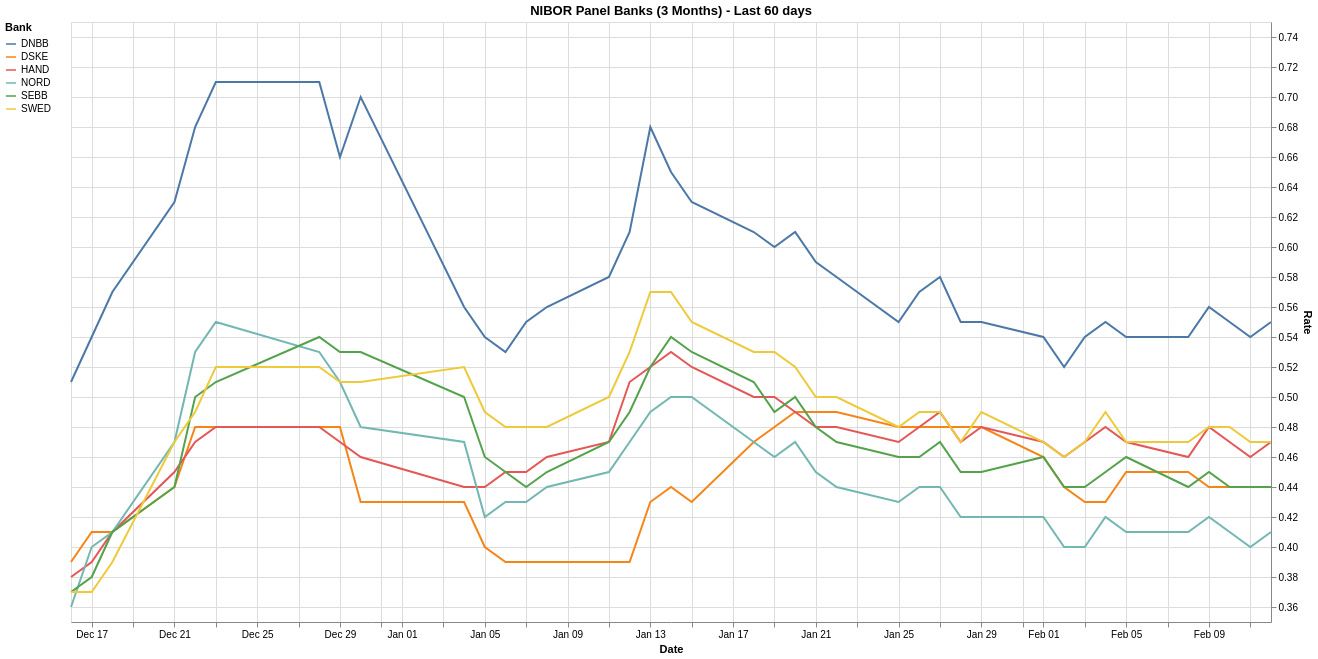 NIBOR Panel Banks (3 Months) - Last 60 days
Bank
DNBB
DSKE
HAND
NORD
SEBB
SWED
0.74
0.72
0.70
0.68
0.66
0.64
0.62
0.60
0.58
0.56
0.54
0.52
0.50
0.48
0.46
0.44
0.42
0.40
0.38
0.36
Rate
Dec 17 Dec 21 Dec 25 Dec 29 Jan 01 Jan 05 Jan 09 Jan 13 Jan 17 Jan 21 Jan 25 Jan 29 Feb 01 Feb 05 Feb 09
Date